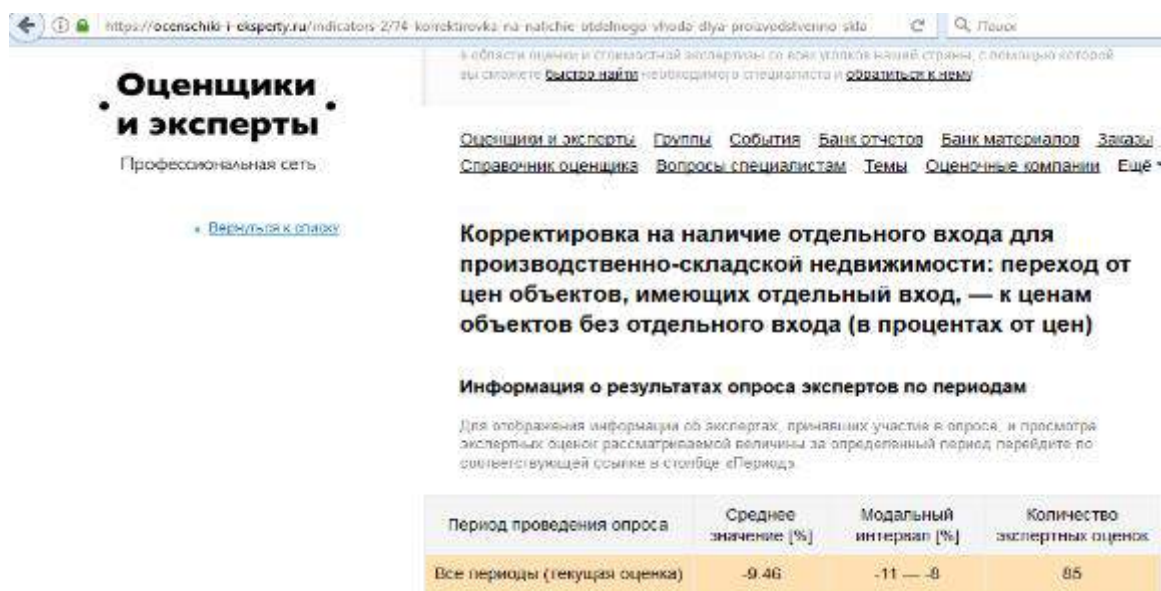 https://ocenschiki-i-eksperty.ru/indicators-2/74-korrektirovka-na-nalichie-otdelnogo-vhoda-dlya-proizvodstvenno-skla
Поиск
в области оценки и стоимостной экспертизы со всех уголков нашей страны, с помощью которой
вы сможете быстро найти необходимого специалиста и обратиться к нему
Оценщики
и эксперты
Профессиональная сеть
Оценщики и эксперты Группы События Банк отчетов Банк материалов Заказы
Справочник оценщика Вопросы специалистам Темы Оценочные компании Ещё
Вернуться к списку
Корректировка на наличие отдельного входа для
производственно-складской недвижимости: переход от
цен объектов, имеющих отдельный вход, — к ценам
объектов без отдельного входа (в процентах от цен)
Информация о результатах опроса экспертов по периодам
Для отображения информации об экспертах, принявших участие в опросе, и просмотра
экспертных оценок рассматриваемой величины за определенный период перейдите по
соответствующей ссылке в столбце «Период».
Период проведения опроса
Среднее
значение [%]
Модальный
интервал [%]
Количество
экспертных оценок
Все периоды (текущая оценка) -9.46 -11 — -8 85